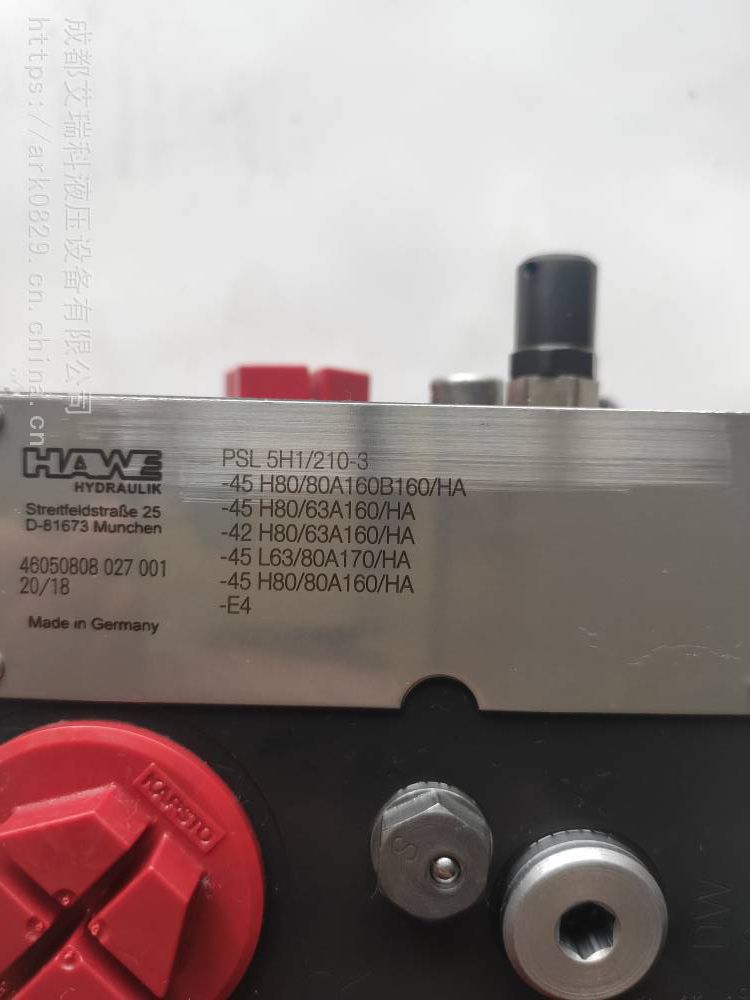 成都艾瑞科液压设备有限公司
https://ark0829.cn.china.cn
HAWE
HYDRAULIK
Streitfeldstraße 25
D-81673 Munchen
46050808 027 001
20/18
Made in Germany
PSL 5H1/210-3
-45 H80/80A160B160/HA
-45 H80/63A160/HA
-42 H80/63A160/HA
-45 L63/80A170/HA
-45 H80/80A160/HA
-E4
KAPSTO
S
DW